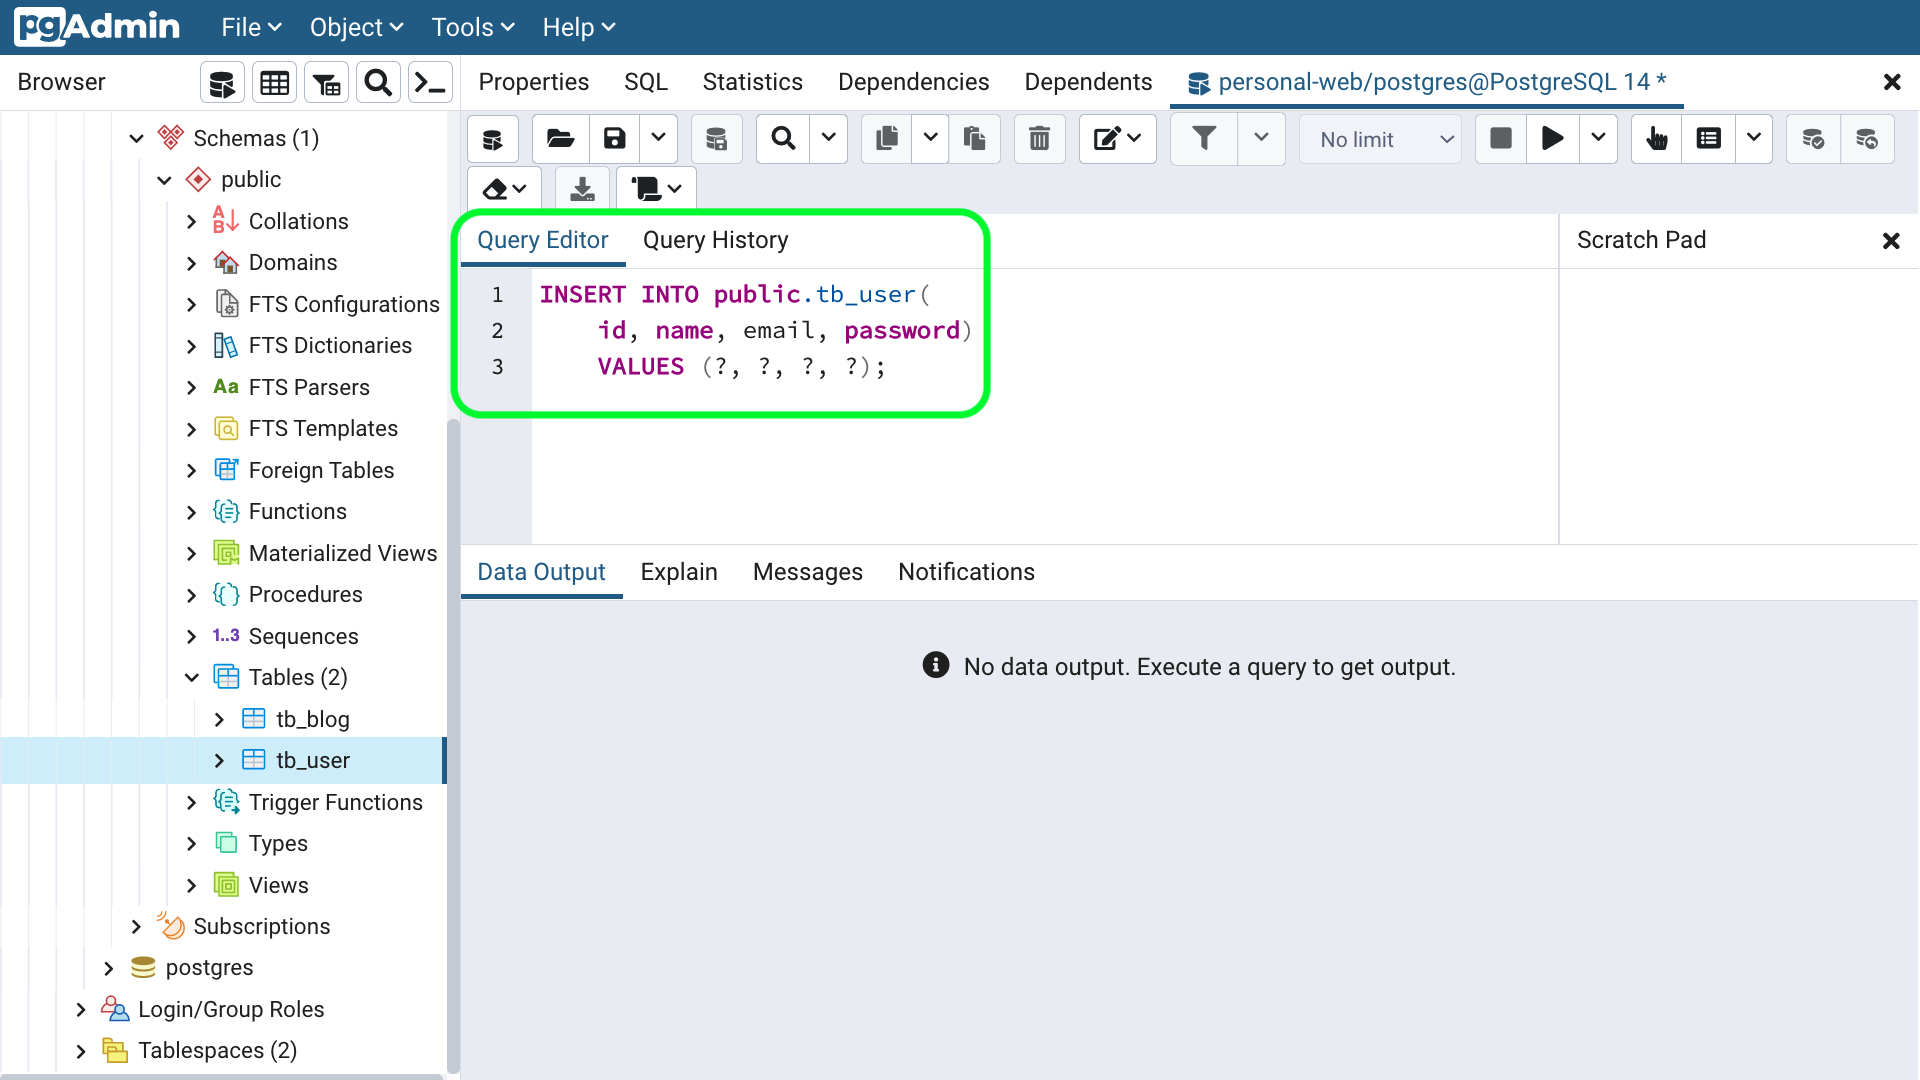 pgAdmin File Object Tools Help
Browser
Properties SQL Statistics Dependencies Dependents personal-web/postgres@PostgreSQL 14 *
No limit
Schemas (1)
public
Collations
Domains
FTS Configurations
FTS Dictionaries
Aa FTS Parsers
FTS Templates
Foreign Tables
Functions
Materialized Views
Procedures
1..3 Sequences
Tables (2)
tb_blog
tb_user
Trigger Functions
Types
Views
Subscriptions
postgres
Login/Group Roles
Tablespaces (2)
Query Editor Query History
1 INSERT INTO public.tb_user(
2 id, name, email, password)
3 VALUES (?, ?, ?, ?);
Scratch Pad
Data Output Explain Messages Notifications
No data output. Execute a query to get output.